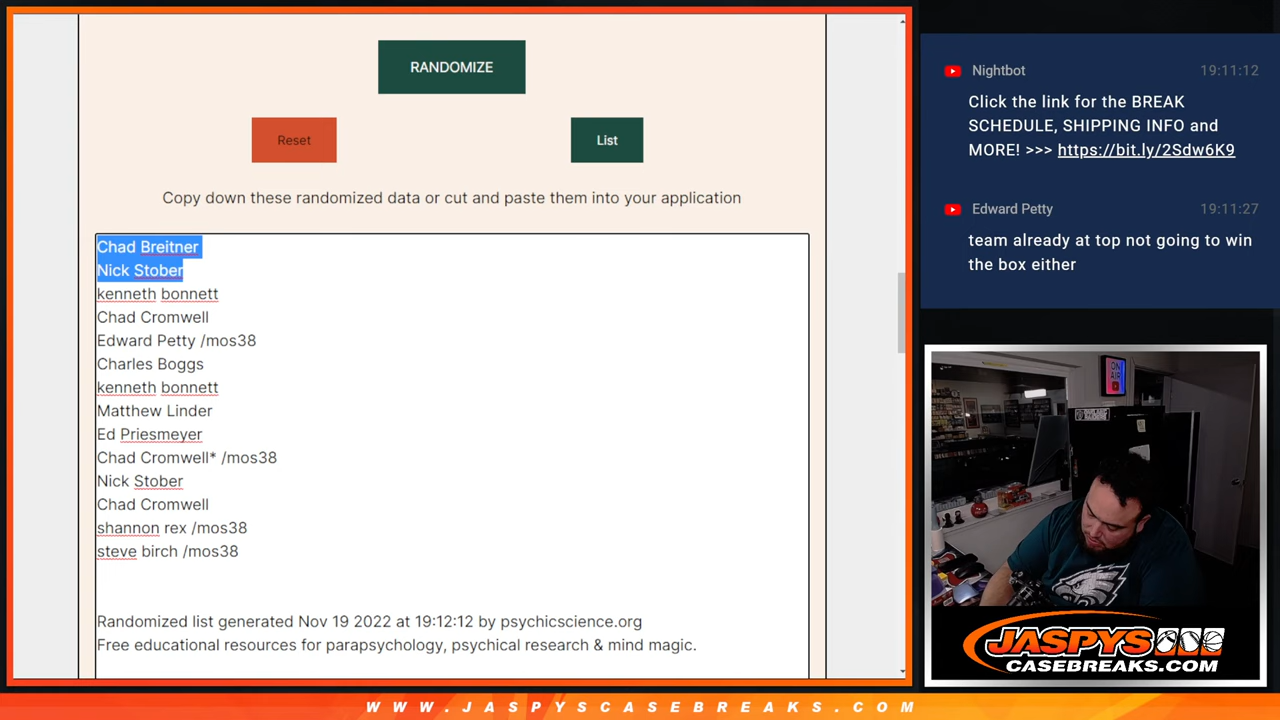 RANDOMIZE
Reset
List
Copy down these randomized data or cut and paste them into your application
Chad Breitner
Nick Stober
kenneth bonnett
Chad Cromwell
Edward Petty /mos38
Charles Boggs
kenneth bonnett
Matthew Linder
Ed Priesmeyer
Chad Cromwell* /mos38
Nick Stober
Chad Cromwell
shannon rex /mos38
steve birch /mos38
Randomized list generated Nov 19 2022 at 19:12:12 by psychicscience.org
Free educational resources for parapsychology, psychical research & mind magic.
Nightbot 19:11:12
Click the link for the BREAK
SCHEDULE, SHIPPING INFO and
MORE! >>> https://bit.ly/2Sdw6K9
Edward Petty 19:11:27
team already at top not going to win
the box either
ON
AIR
EAGLES
JASPYS
CASEBREAKS.COM
WWW.JASPYSCASEBREAKS.COM